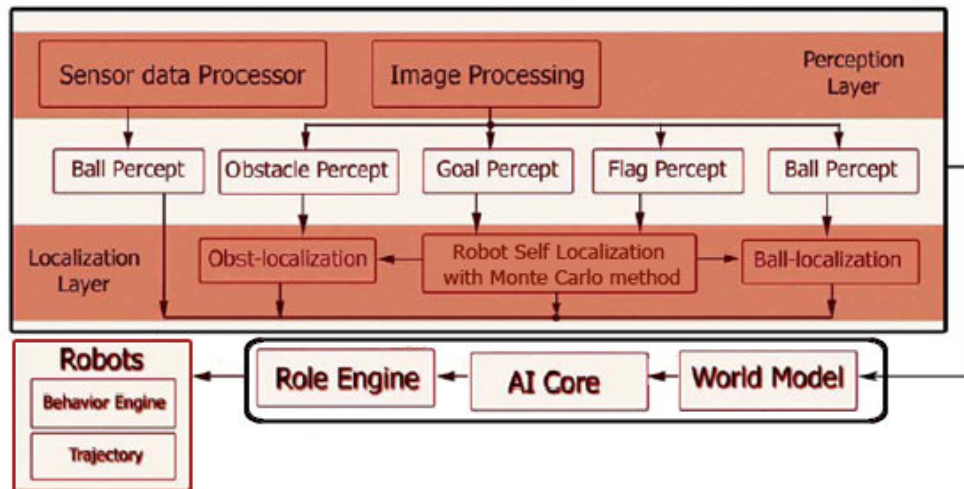 Sensor data Processor
Image Processing
Perception
Layer
Ball Percept
Obstacle Percept
Goal Percept
Flag Percept
Ball Percept
Localization
Layer
Obst-localization
Robot Self Localization
with Monte Carlo method
Ball-localization
Robots
Behavior Engine
Trajectory
Role Engine
AI Core
World Model